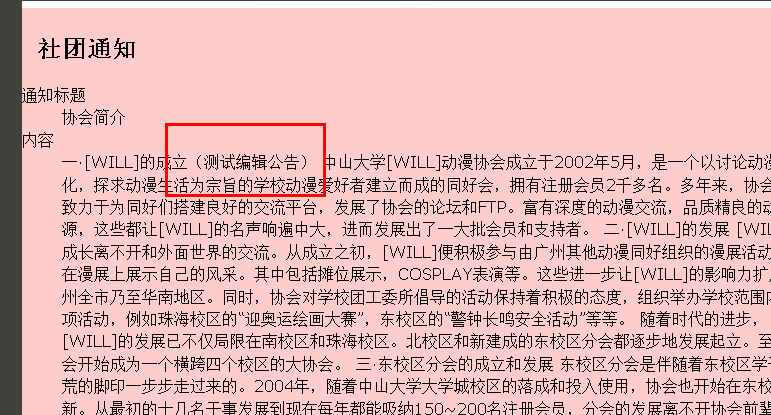 社团通知
通知标题
协会简介
内容
一·[WILL]的成立（测试编辑公告） 中山大学[WILL]动漫协会成立于2002年5月，是一个以讨论动漫
化，探求动漫生活为宗旨的学校动漫爱好者建立而成的同好会，拥有注册会员2千多名。多年来，协会
致力于为同好们搭建良好的交流平台，发展了协会的论坛和FTP。富有深度的动漫交流，品质精良的动
源，这些都让[WILL]的名声响遍中大，进而发展出了一大批会员和支持者。 二·[WILL]的发展 [WILL
成长离不开和外面世界的交流。从成立之初，[WILL]便积极参与由广州其他动漫同好组织的漫展活动
在漫展上展示自己的风采。其中包括摊位展示，COSPLAY表演等。这些进一步让[WILL]的影响力扩
州全市乃至华南地区。同时，协会对学校团工委所倡导的活动保持着积极的态度，组织举办学校范围内
项活动，例如珠海校区的“迎奥运绘画大赛”，东校区的“警钟长鸣安全活动”等等。 随着时代的进步，
[WILL]的发展已不仅局限在南校区和珠海校区。北校区和新建成的东校区分会都逐步地发展起立。至
会开始成为一个横跨四个校区的大协会。 三·东校区分会的成立和发展 东校区分会是伴随着东校区学
荒的脚印一步步走过来的。2004年，随着中山大学大学城校区的落成和投入使用，协会也开始在东校
新。从最初的十几名干事发展到现在每年都能吸纳150~200名注册会员，分会的发展离不开协会前辈